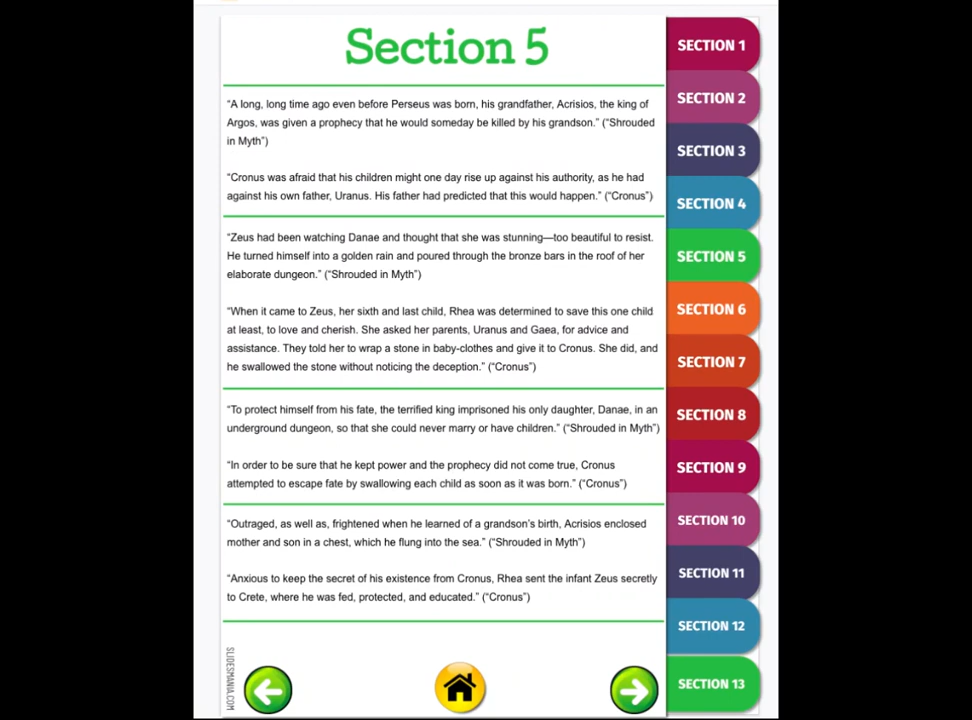 Section 5
“A long, long time ago even before Perseus was born, his grandfather, Acrisios, the king of
Argos, was given a prophecy that he would someday be killed by his grandson.” (“Shrouded
in Myth”)
“Cronus was afraid that his children might one day rise up against his authority, as he had
against his own father, Uranus. His father had predicted that this would happen.” (“Cronus”)
“Zeus had been watching Danae and thought that she was stunning—too beautiful to resist.
He turned himself into a golden rain and poured through the bronze bars in the roof of her
elaborate dungeon.” (“Shrouded in Myth”)
“When it came to Zeus, her sixth and last child, Rhea was determined to save this one child
at least, to love and cherish. She asked her parents, Uranus and Gaea, for advice and
assistance. They told her to wrap a stone in baby-clothes and give it to Cronus. She did, and
he swallowed the stone without noticing the deception.” (“Cronus”)
“To protect himself from his fate, the terrified king imprisoned his only daughter, Danae, in an
underground dungeon, so that she could never marry or have children.” (“Shrouded in Myth”)
“In order to be sure that he kept power and the prophecy did not come true, Cronus
attempted to escape fate by swallowing each child as soon as it was born.” (“Cronus”)
“Outraged, as well as, frightened when he learned of a grandson’s birth, Acrisios enclosed
mother and son in a chest, which he flung into the sea.” (“Shrouded in Myth”)
“Anxious to keep the secret of his existence from Cronus, Rhea sent the infant Zeus secretly
to Crete, where he was fed, protected, and educated.” (“Cronus”)
SLIDESMANIA.COM
SECTION 1
SECTION 2
SECTION 3
SECTION 4
SECTION 5
SECTION 6
SECTION 7
SECTION 8
SECTION 9
SECTION 10
SECTION 11
SECTION 12
SECTION 13